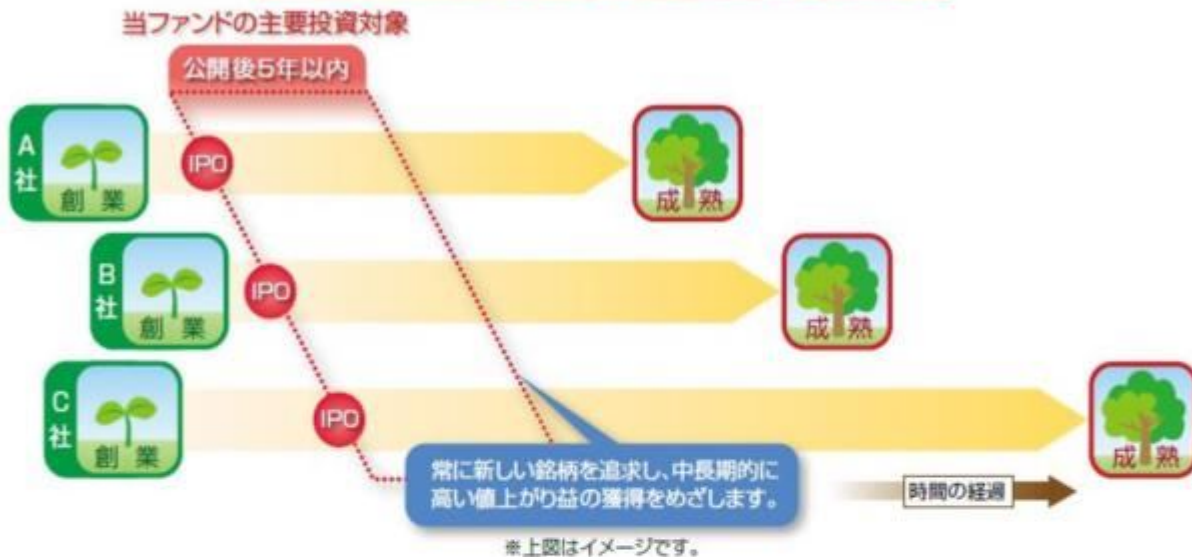 当ファンドの主要投資対象
公開後5年以内
A社
創業
IPO
成熟
B社
創業
IPO
成熟
C社
創業
IPO
成熟
常に新しい銘柄を追求し、中長期的に
高い値上がり益の獲得をめざします。
時間の経過
※上図はイメージです。